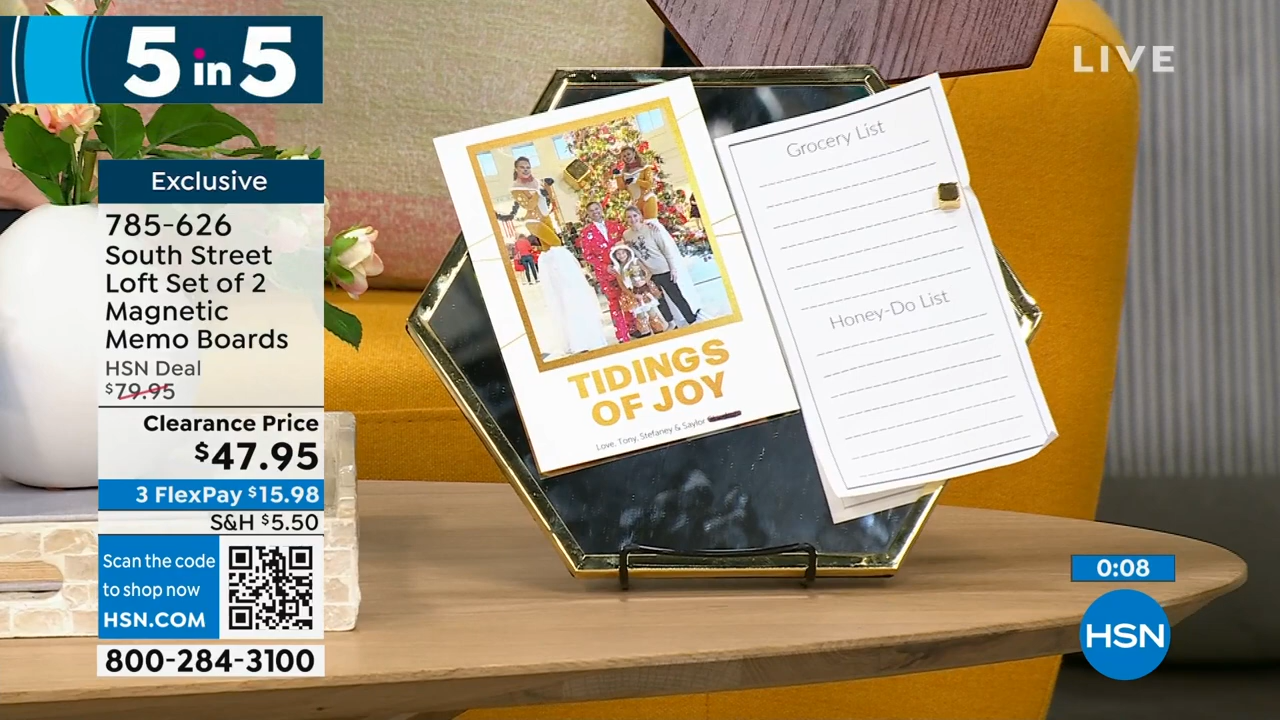 5 in 5
LIVE
Exclusive
785-626
South Street
Loft Set of 2
Magnetic
Memo Boards
HSN Deal
$79.95
Clearance Price
$47.95
3 FlexPay $15.98
S&H $5.50
Scan the code
to shop now
HSN.COM
800-284-3100
TIDINGS
OF JOY
Love, Tony, Stefaney & Saylor
Grocery List
Honey-Do List
0:08
HSN